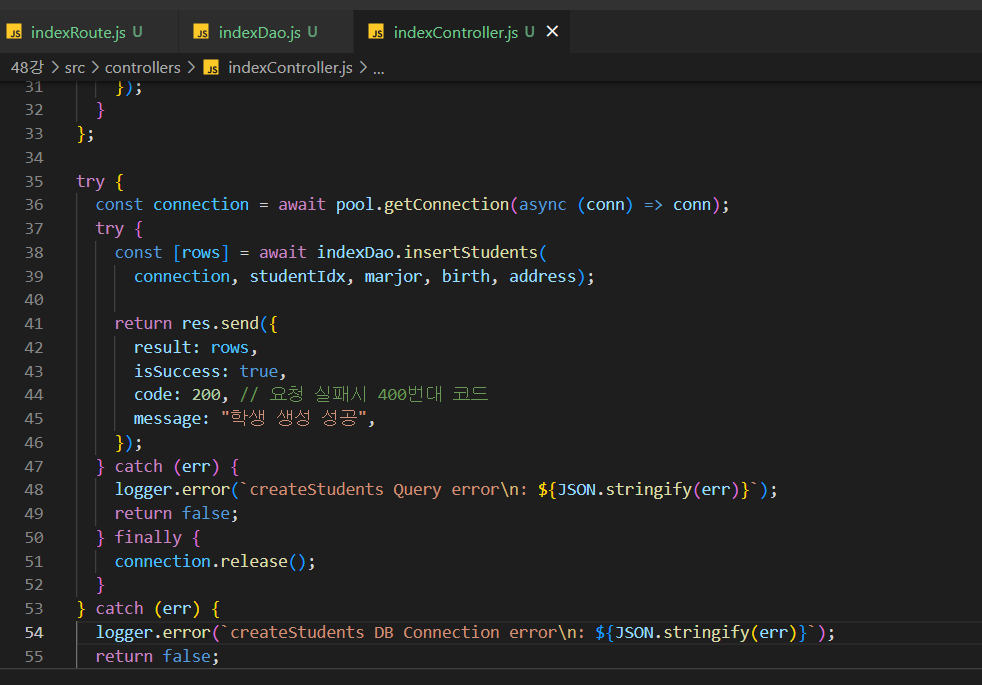 JS indexRoute.js U JS indexDao.js U JS indexController.js U ×
48강 > src > controllers > JS indexController.js > ...
31 });
32 }
33 };
34
35 try {
36 const connection = await pool.getConnection(async (conn) => conn);
37 try {
38 const [rows] = await indexDao.insertStudents(
39 connection, studentIdx, marjor, birth, address);
40
41 return res.send({
42 result: rows,
43 isSuccess: true,
44 code: 200, // 요청 실패시 400번대 코드
45 message: "학생 생성 성공",
46 });
47 } catch (err) {
48 logger.error(`createStudents Query error\n: ${JSON.stringify(err)}`);
49 return false;
50 } finally {
51 connection.release();
52 }
53 } catch (err) {
54 logger.error(`createStudents DB Connection error\n: ${JSON.stringify(err)}`);
55 return false;